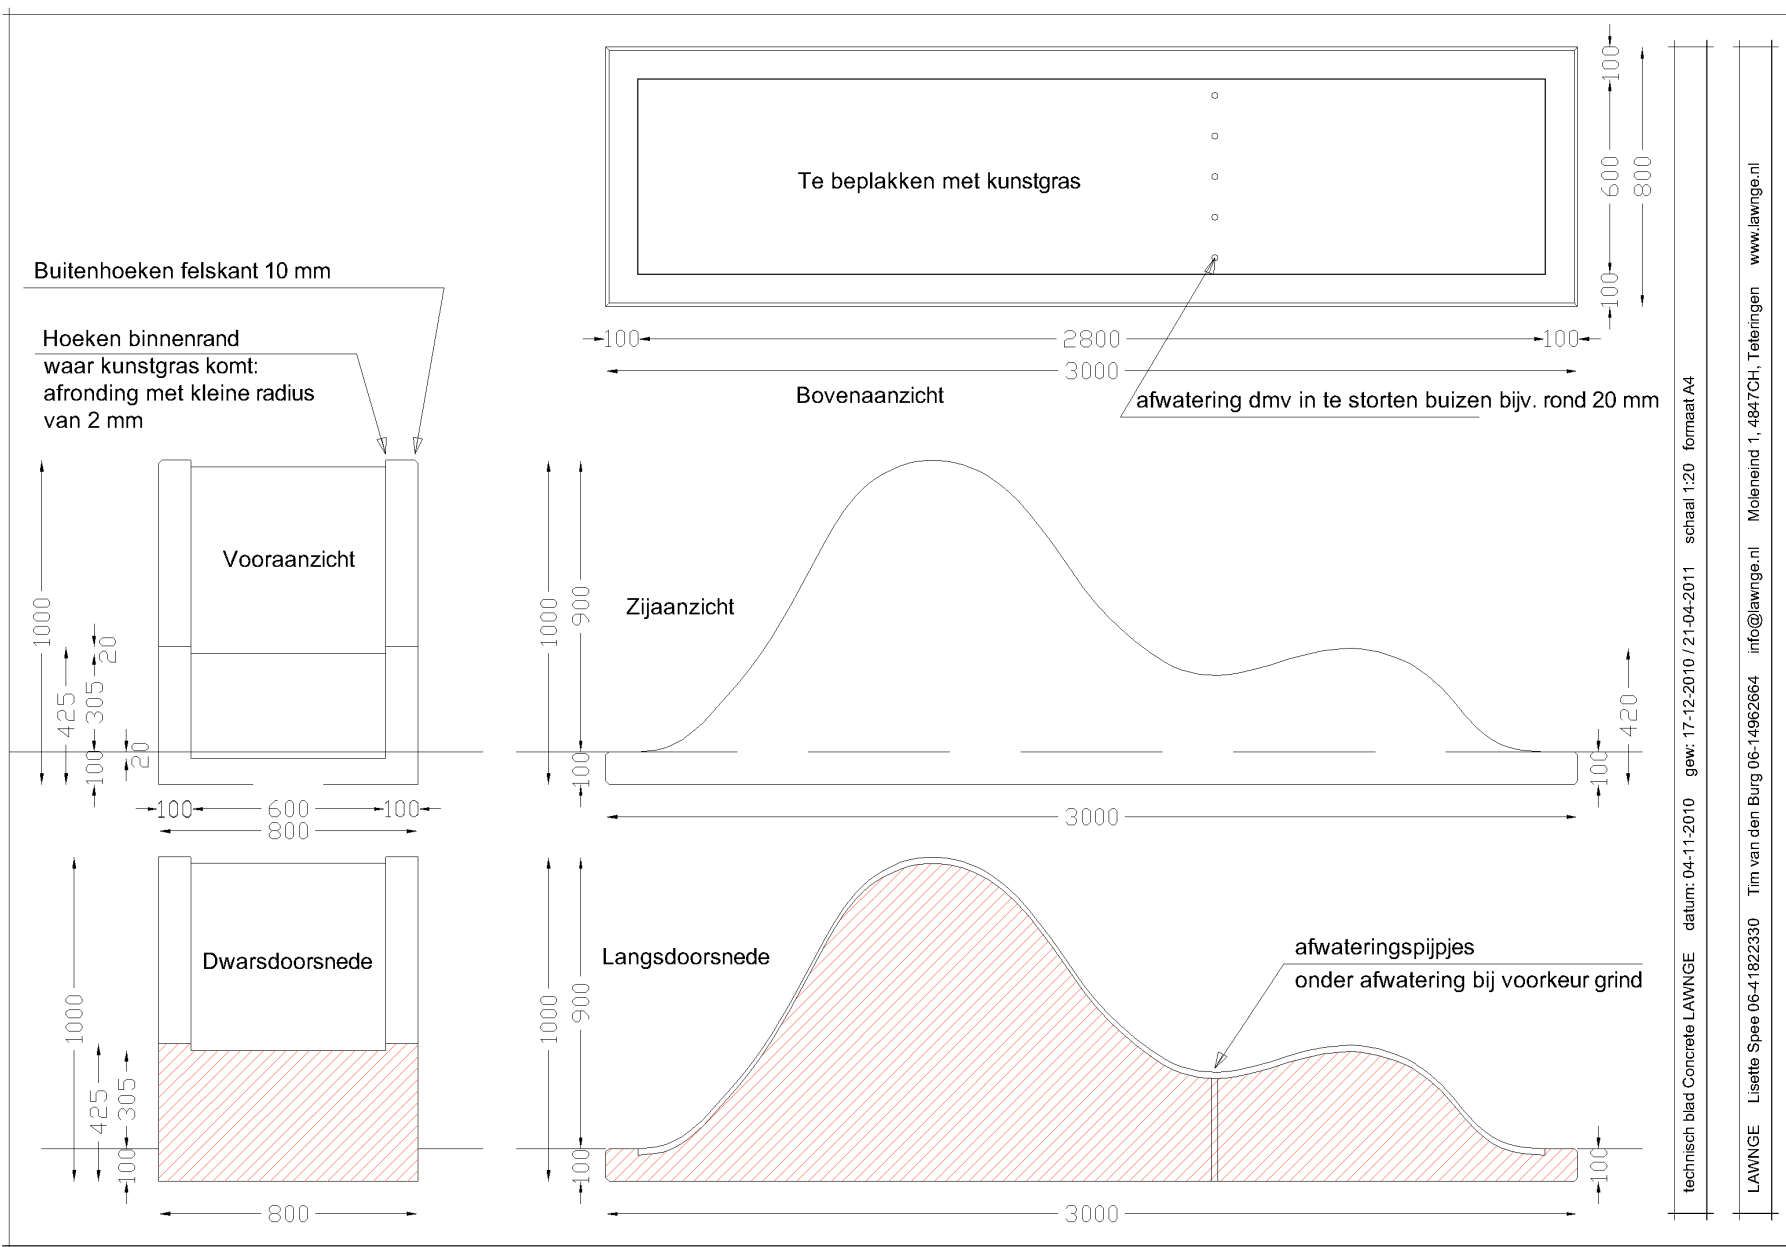 Te beplakken met kunstgras
100
600
100
800
100
2800
100
3000
Bovenaanzicht
afwatering dmv in te storten buizen bijv. rond 20 mm
Buitenhoeken felskant 10 mm
Hoeken binnenrand
waar kunstgras komt:
afronding met kleine radius
van 2 mm
Vooraanzicht
1000
425
305
20
100
20
100
600
100
800
Zijaanzicht
1000
900
100
420
100
3000
Dwarsdoorsnede
1000
425
305
100
800
Langsdoorsnede
1000
900
100
100
3000
afwateringspijpjes
onder afwatering bij voorkeur grind
technisch blad Concrete LAWNGE datum: 04-11-2010 gew: 17-12-2010 / 21-04-2011 schaal 1:20 formaat A4
LAWNGE Lisette Spee 06-41822330 Tim van den Burg 06-14962664 info@lawnge.nl Moleneind 1, 4847CH, Teteringen www.lawnge.nl